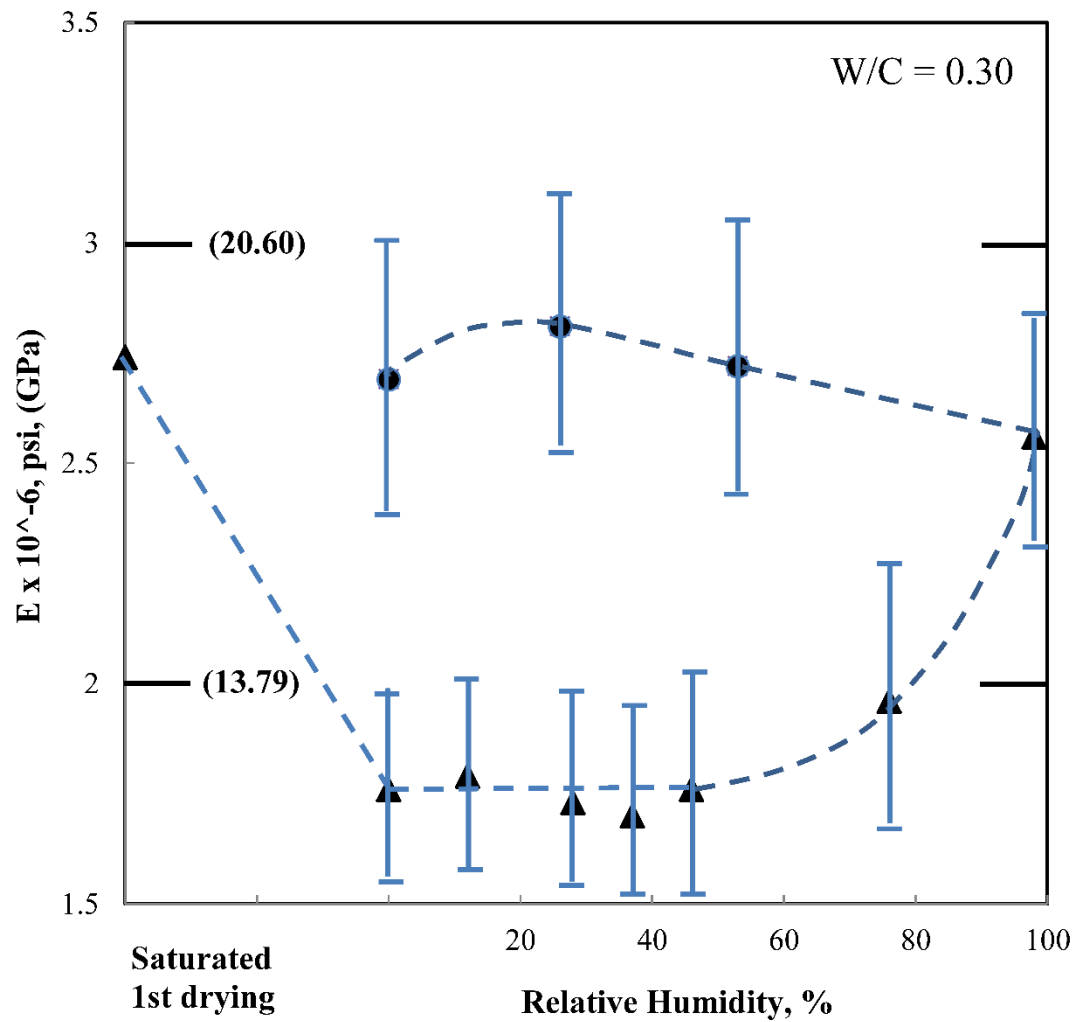 3.5
W/C = 0.30
3
(20.60)
2.5
2
(13.79)
1.5
E x 10^-6, psi, (GPa)
20
40
60
80
100
Saturated
1st drying
Relative Humidity, %